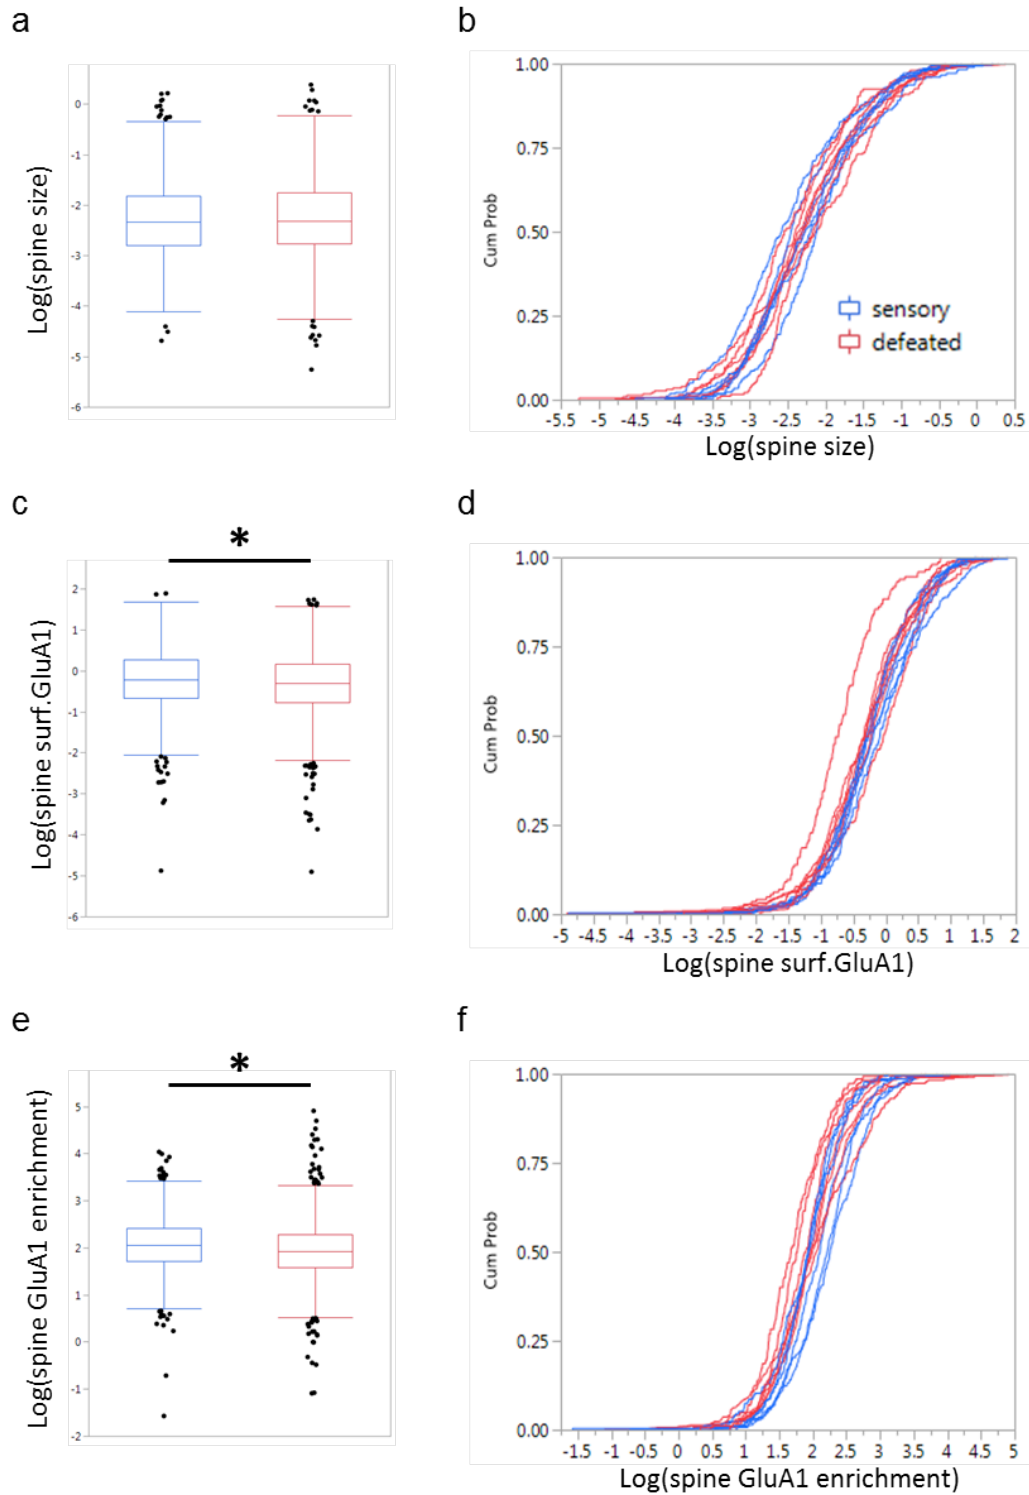 a
b
Log(spine size)
0
-1
-2
-3
-4
-5
-6
Cum Prob
1.00
0.75
0.50
0.25
0.00
sensory
defeated
-5.5 -5 -4.5 -4 -3.5 -3 -2.5 -2 -1.5 -1 -0.5 0 0.5
Log(spine size)
c
d
*
Log(spine surf.GluA1)
2
1
0
-1
-2
-3
-4
-5
-6
Cum Prob
1.00
0.75
0.50
0.25
0.00
-5 -4.5 -4 -3.5 -3 -2.5 -2 -1.5 -1 -0.5 0 0.5 1 1.5 2
Log(spine surf.GluA1)
e
f
*
Log(spine GluA1 enrichment)
5
4
3
2
1
0
-1
-2
Cum Prob
1.00
0.75
0.50
0.25
0.00
-1.5 -1 -0.5 0 0.5 1 1.5 2 2.5 3 3.5 4 4.5 5
Log(spine GluA1 enrichment)